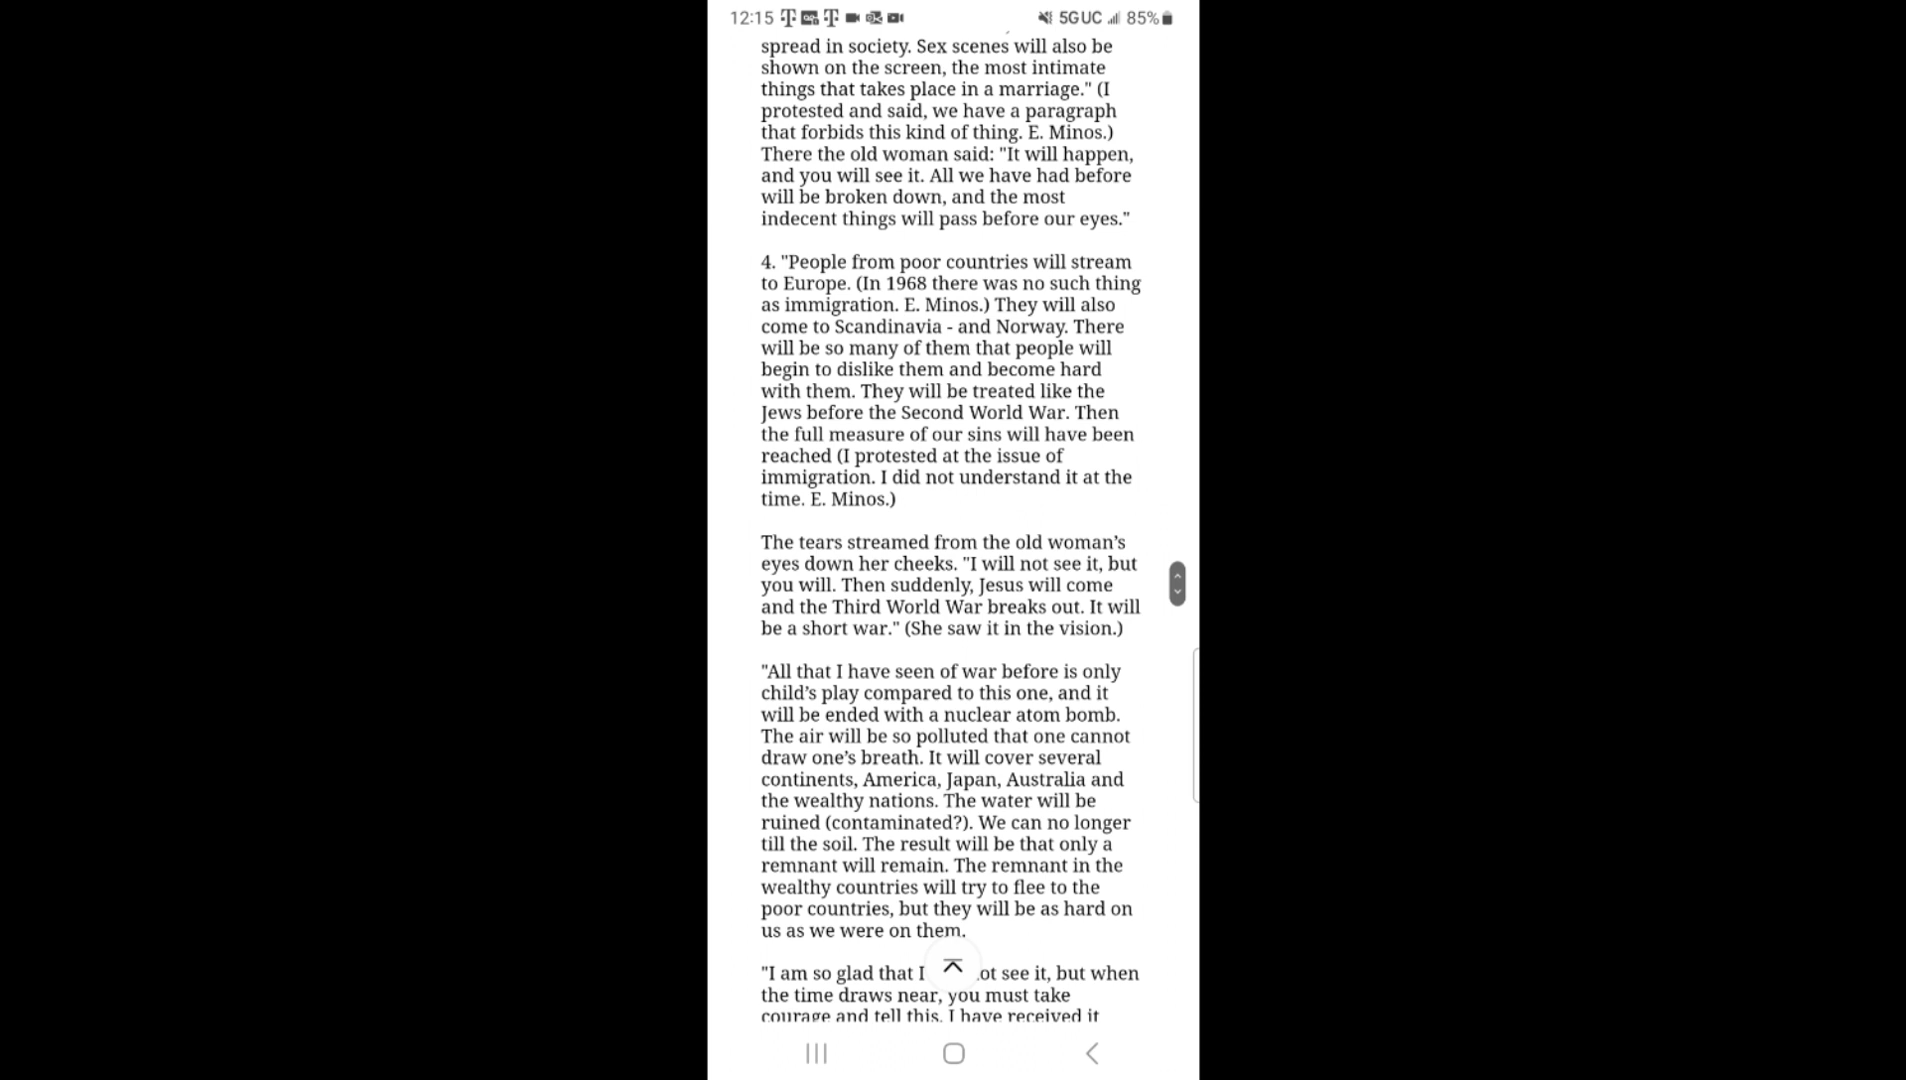 12:15 5GUC 85%
spread in society. Sex scenes will also be
shown on the screen, the most intimate
things that takes place in a marriage." (I
protested and said, we have a paragraph
that forbids this kind of thing. E. Minos.)
There the old woman said: "It will happen,
and you will see it. All we have had before
will be broken down, and the most
indecent things will pass before our eyes."
4. "People from poor countries will stream
to Europe. (In 1968 there was no such thing
as immigration. E. Minos.) They will also
come to Scandinavia - and Norway. There
will be so many of them that people will
begin to dislike them and become hard
with them. They will be treated like the
Jews before the Second World War. Then
the full measure of our sins will have been
reached (I protested at the issue of
immigration. I did not understand it at the
time. E. Minos.)
The tears streamed from the old woman’s
eyes down her cheeks. "I will not see it, but
you will. Then suddenly, Jesus will come
and the Third World War breaks out. It will
be a short war." (She saw it in the vision.)
"All that I have seen of war before is only
child’s play compared to this one, and it
will be ended with a nuclear atom bomb.
The air will be so polluted that one cannot
draw one’s breath. It will cover several
continents, America, Japan, Australia and
the wealthy nations. The water will be
ruined (contaminated?). We can no longer
till the soil. The result will be that only a
remnant will remain. The remnant in the
wealthy countries will try to flee to the
poor countries, but they will be as hard on
us as we were on them.
"I am so glad that I see it, but when
the time draws near, you must take
courage and tell this. I have received it